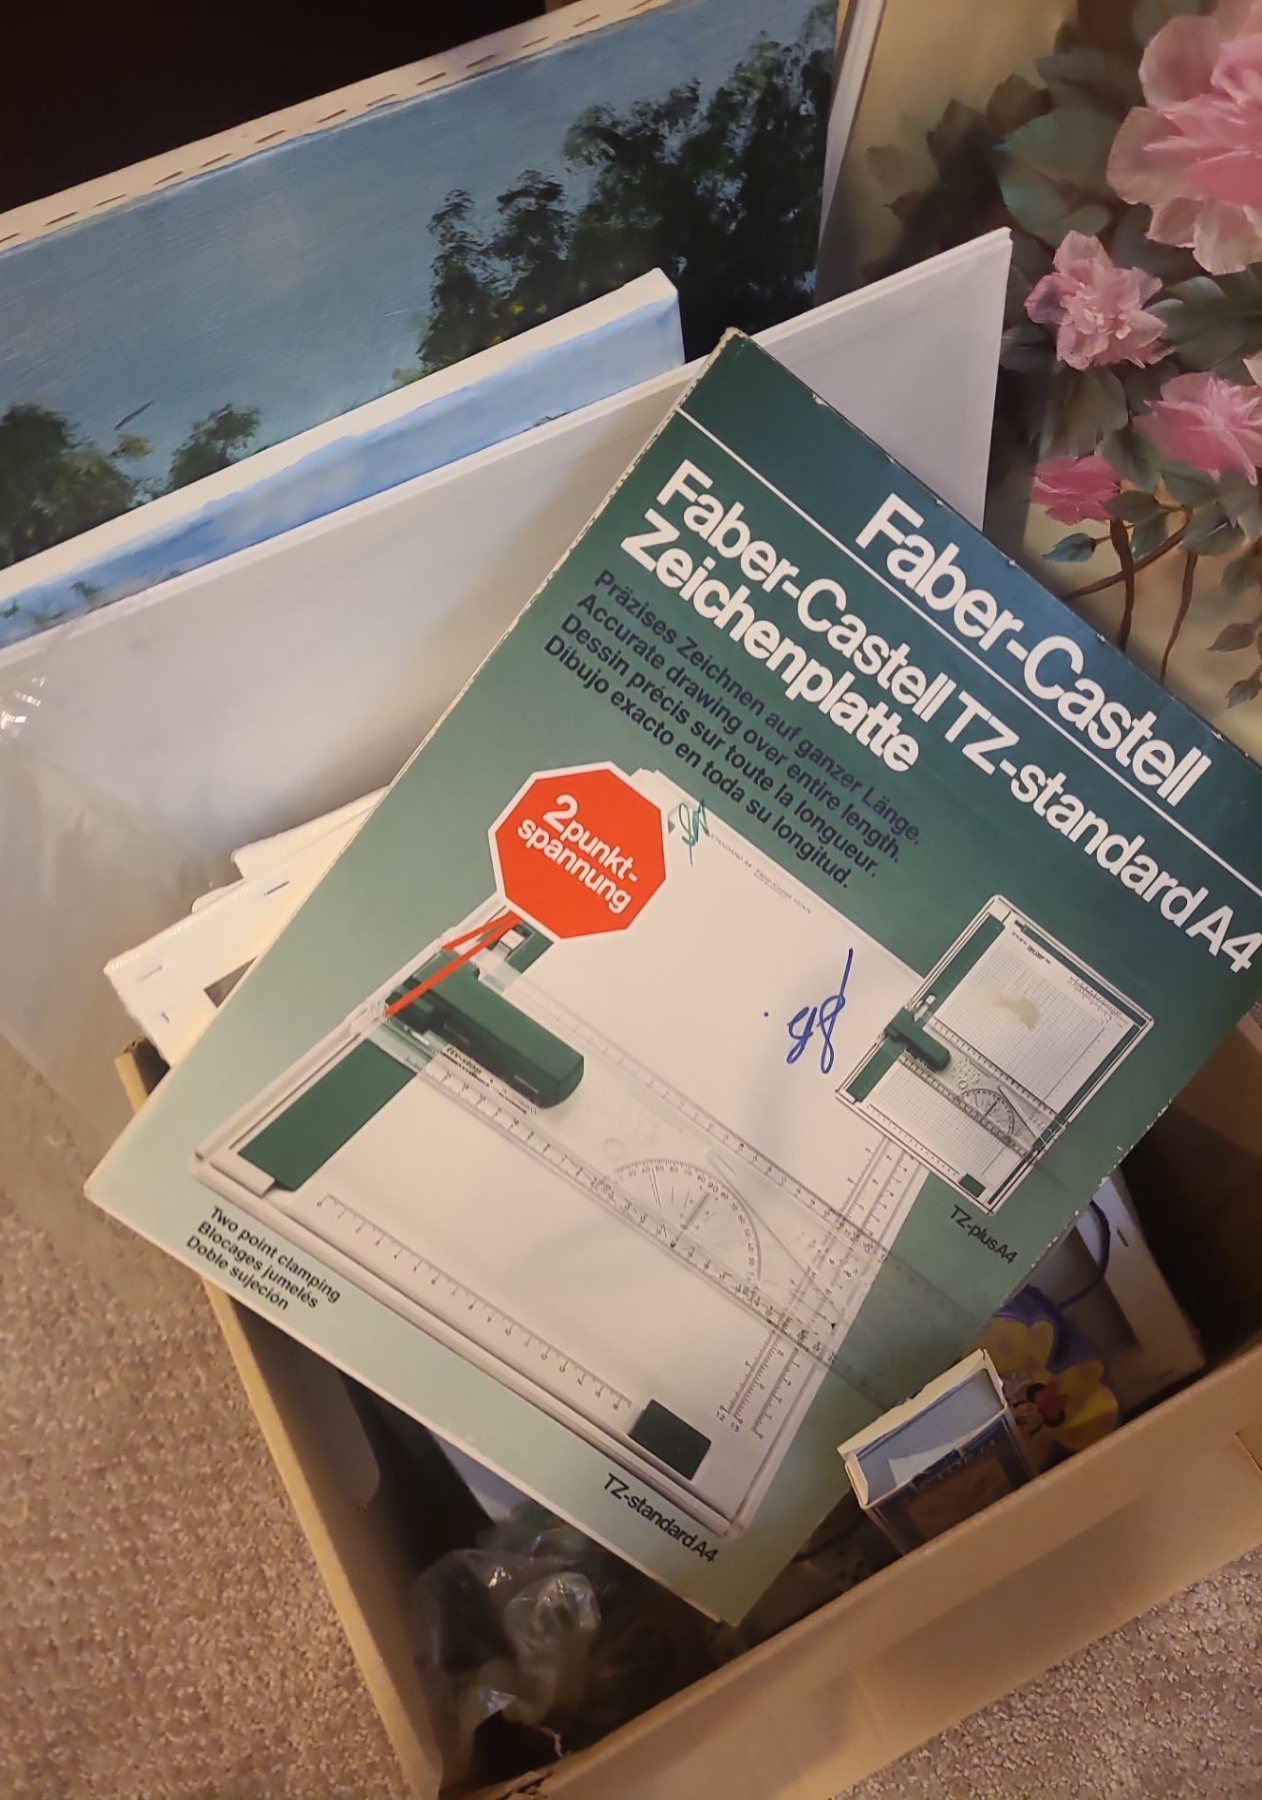 Faber-Castell
Faber-Castell TZ-standard A4
Zeichenplatte
Präzises Zeichnen auf ganzer Länge.
Accurate drawing over entire length.
Dessin précis sur toute la longueur.
Dibujo exacto en toda su longitud.
2punkt-
spannung
TZ-plusA4
Two point clamping
Blocages jumelés
Doble sujeción
TZ-standard A4